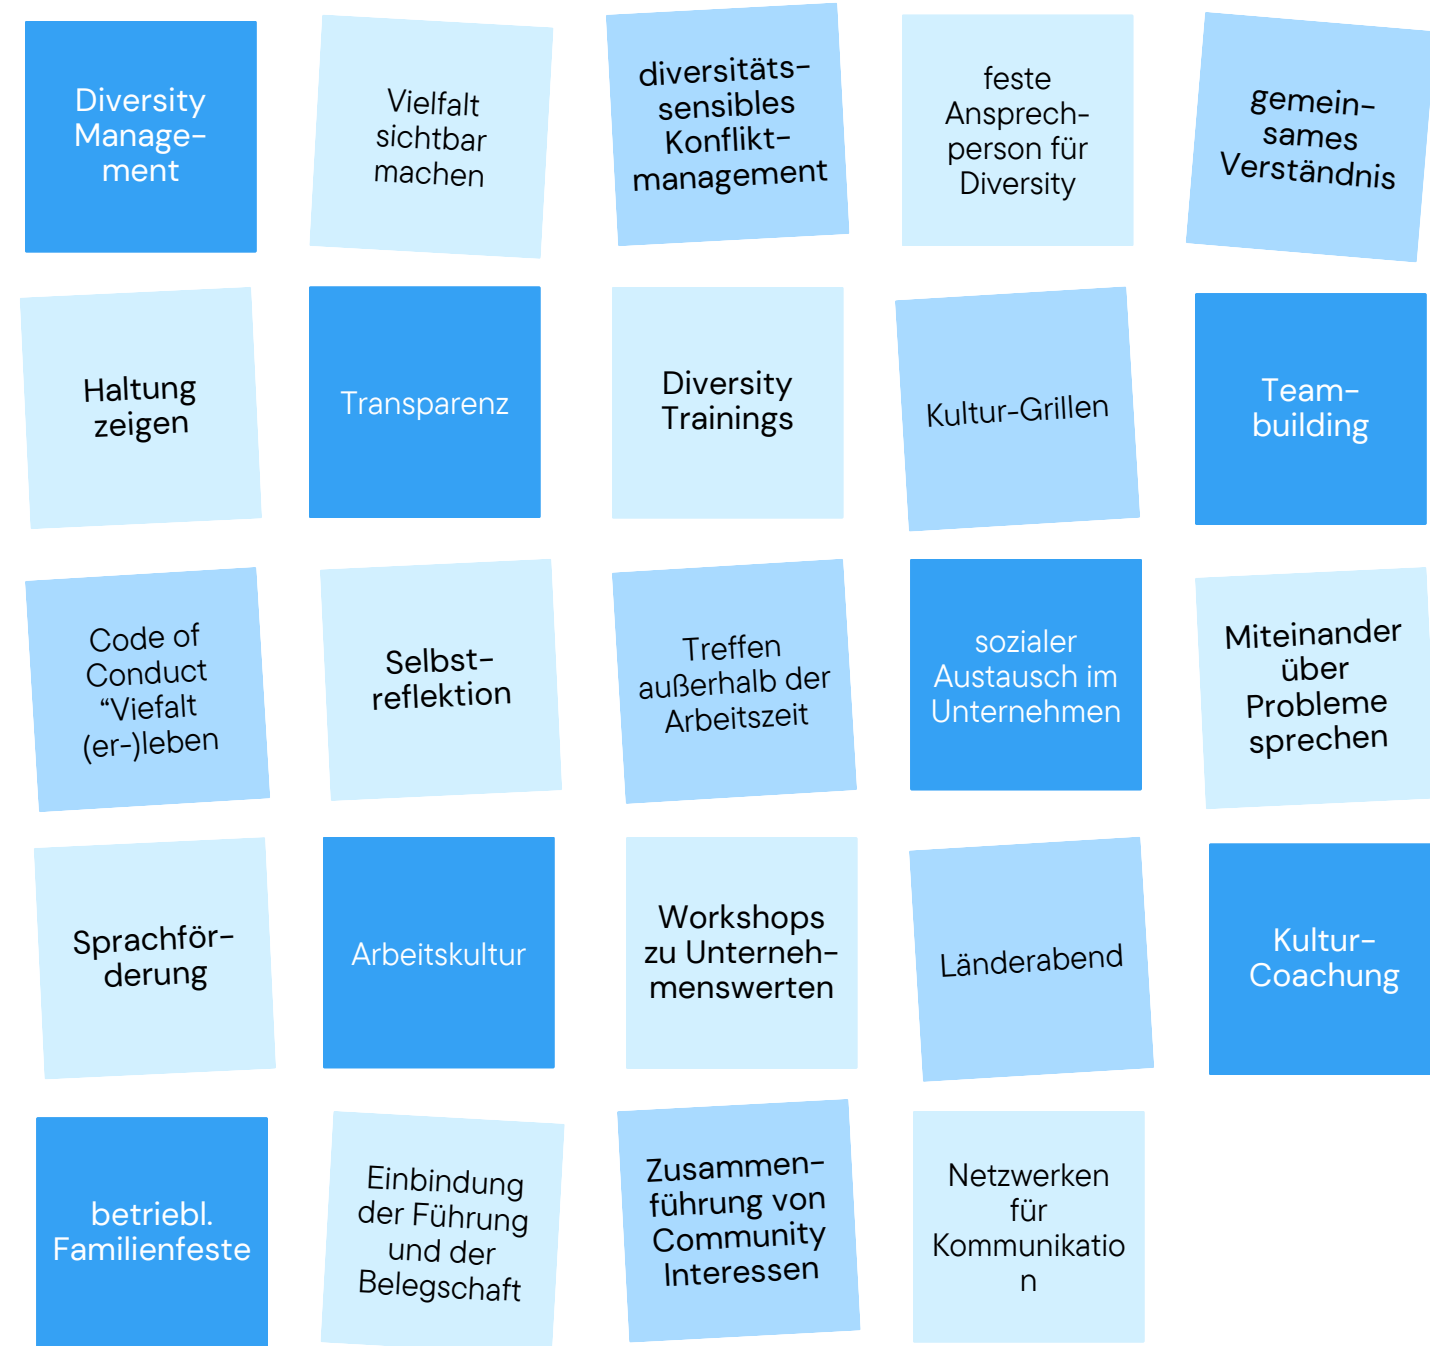 Diversity
Manage-
ment
Vielfalt
sichtbar
machen
diversitäts-
sensibles
Konflikt-
management
feste
Ansprech-
person für
Diversity
gemein-
sames
Verständnis
Haltung
zeigen
Transparenz
Diversity
Trainings
Kultur-Grillen
Team-
building
Code of
Conduct
“Viefalt
(er-)leben
Selbst-
reflektion
Treffen
außerhalb der
Arbeitszeit
sozialer
Austausch im
Unternehmen
Miteinander
über
Probleme
sprechen
Sprachför-
derung
Arbeitskultur
Workshops
zu Unterneh-
menswerten
Länderabend
Kultur-
Coachung
betriebl.
Familienfeste
Einbindung
der Führung
und der
Belegschaft
Zusammen-
führung von
Community
Interessen
Netzwerken
für
Kommunikatio
n